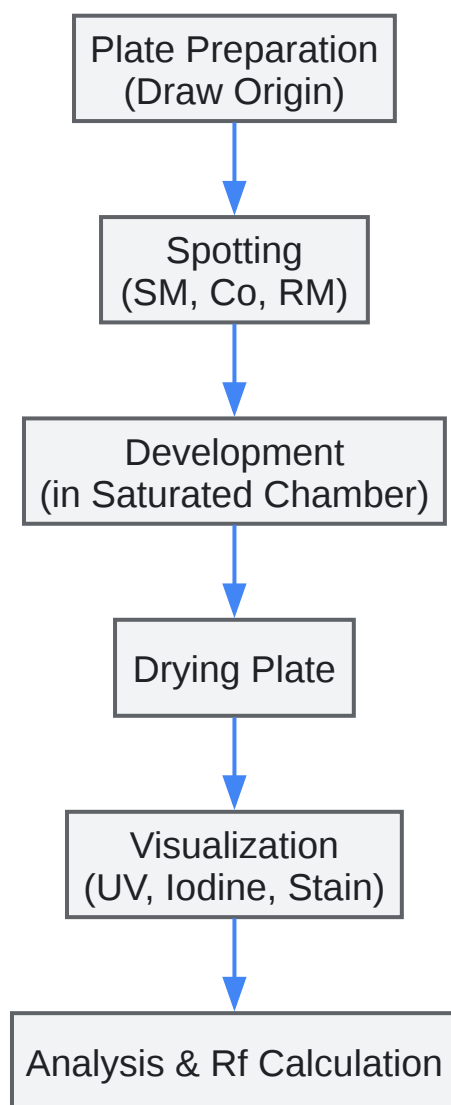 Plate Preparation
(Draw Origin)
Spotting
(SM, Co, RM)
Development
(in Saturated Chamber)
Drying Plate
Visualization
(UV, Iodine, Stain)
Analysis & Rf Calculation